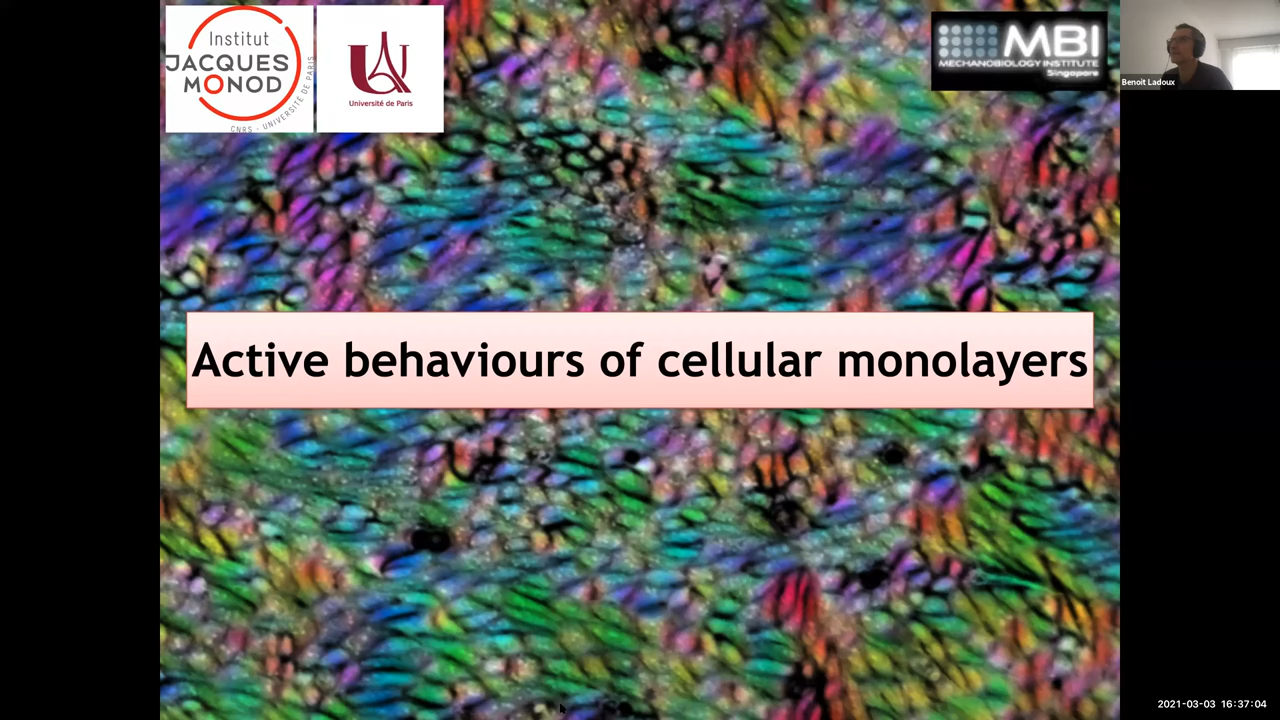 Institut
JACQUES
MONOD
CNRS - UNIVERSITÉ DE PARIS
Université de Paris
MBI
MECHANOBIOLOGY INSTITUTE
Singapore
Benoit Ladoux
Active behaviours of cellular monolayers
2021-03-03 16:37:04